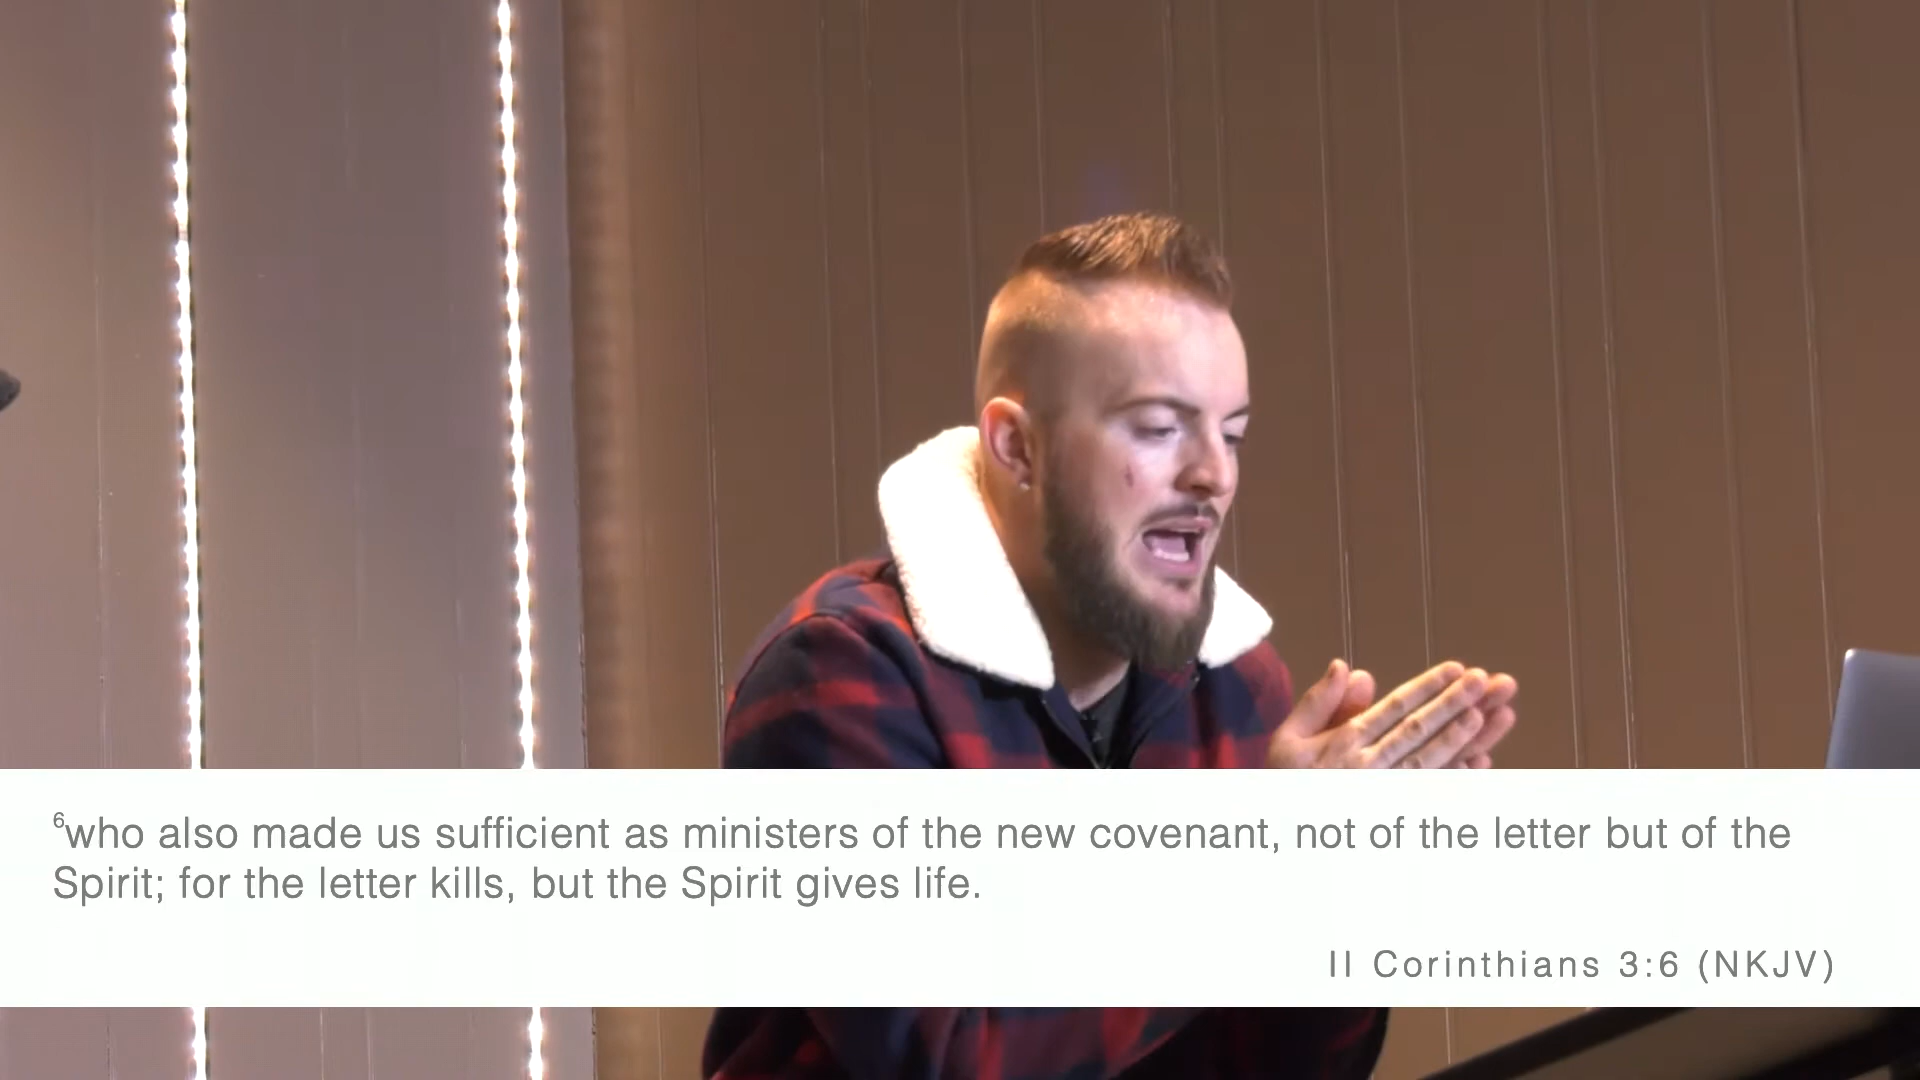 6who also made us sufficient as ministers of the new covenant, not of the letter but of the
Spirit; for the letter kills, but the Spirit gives life.
II Corinthians 3:6 (NKJV)